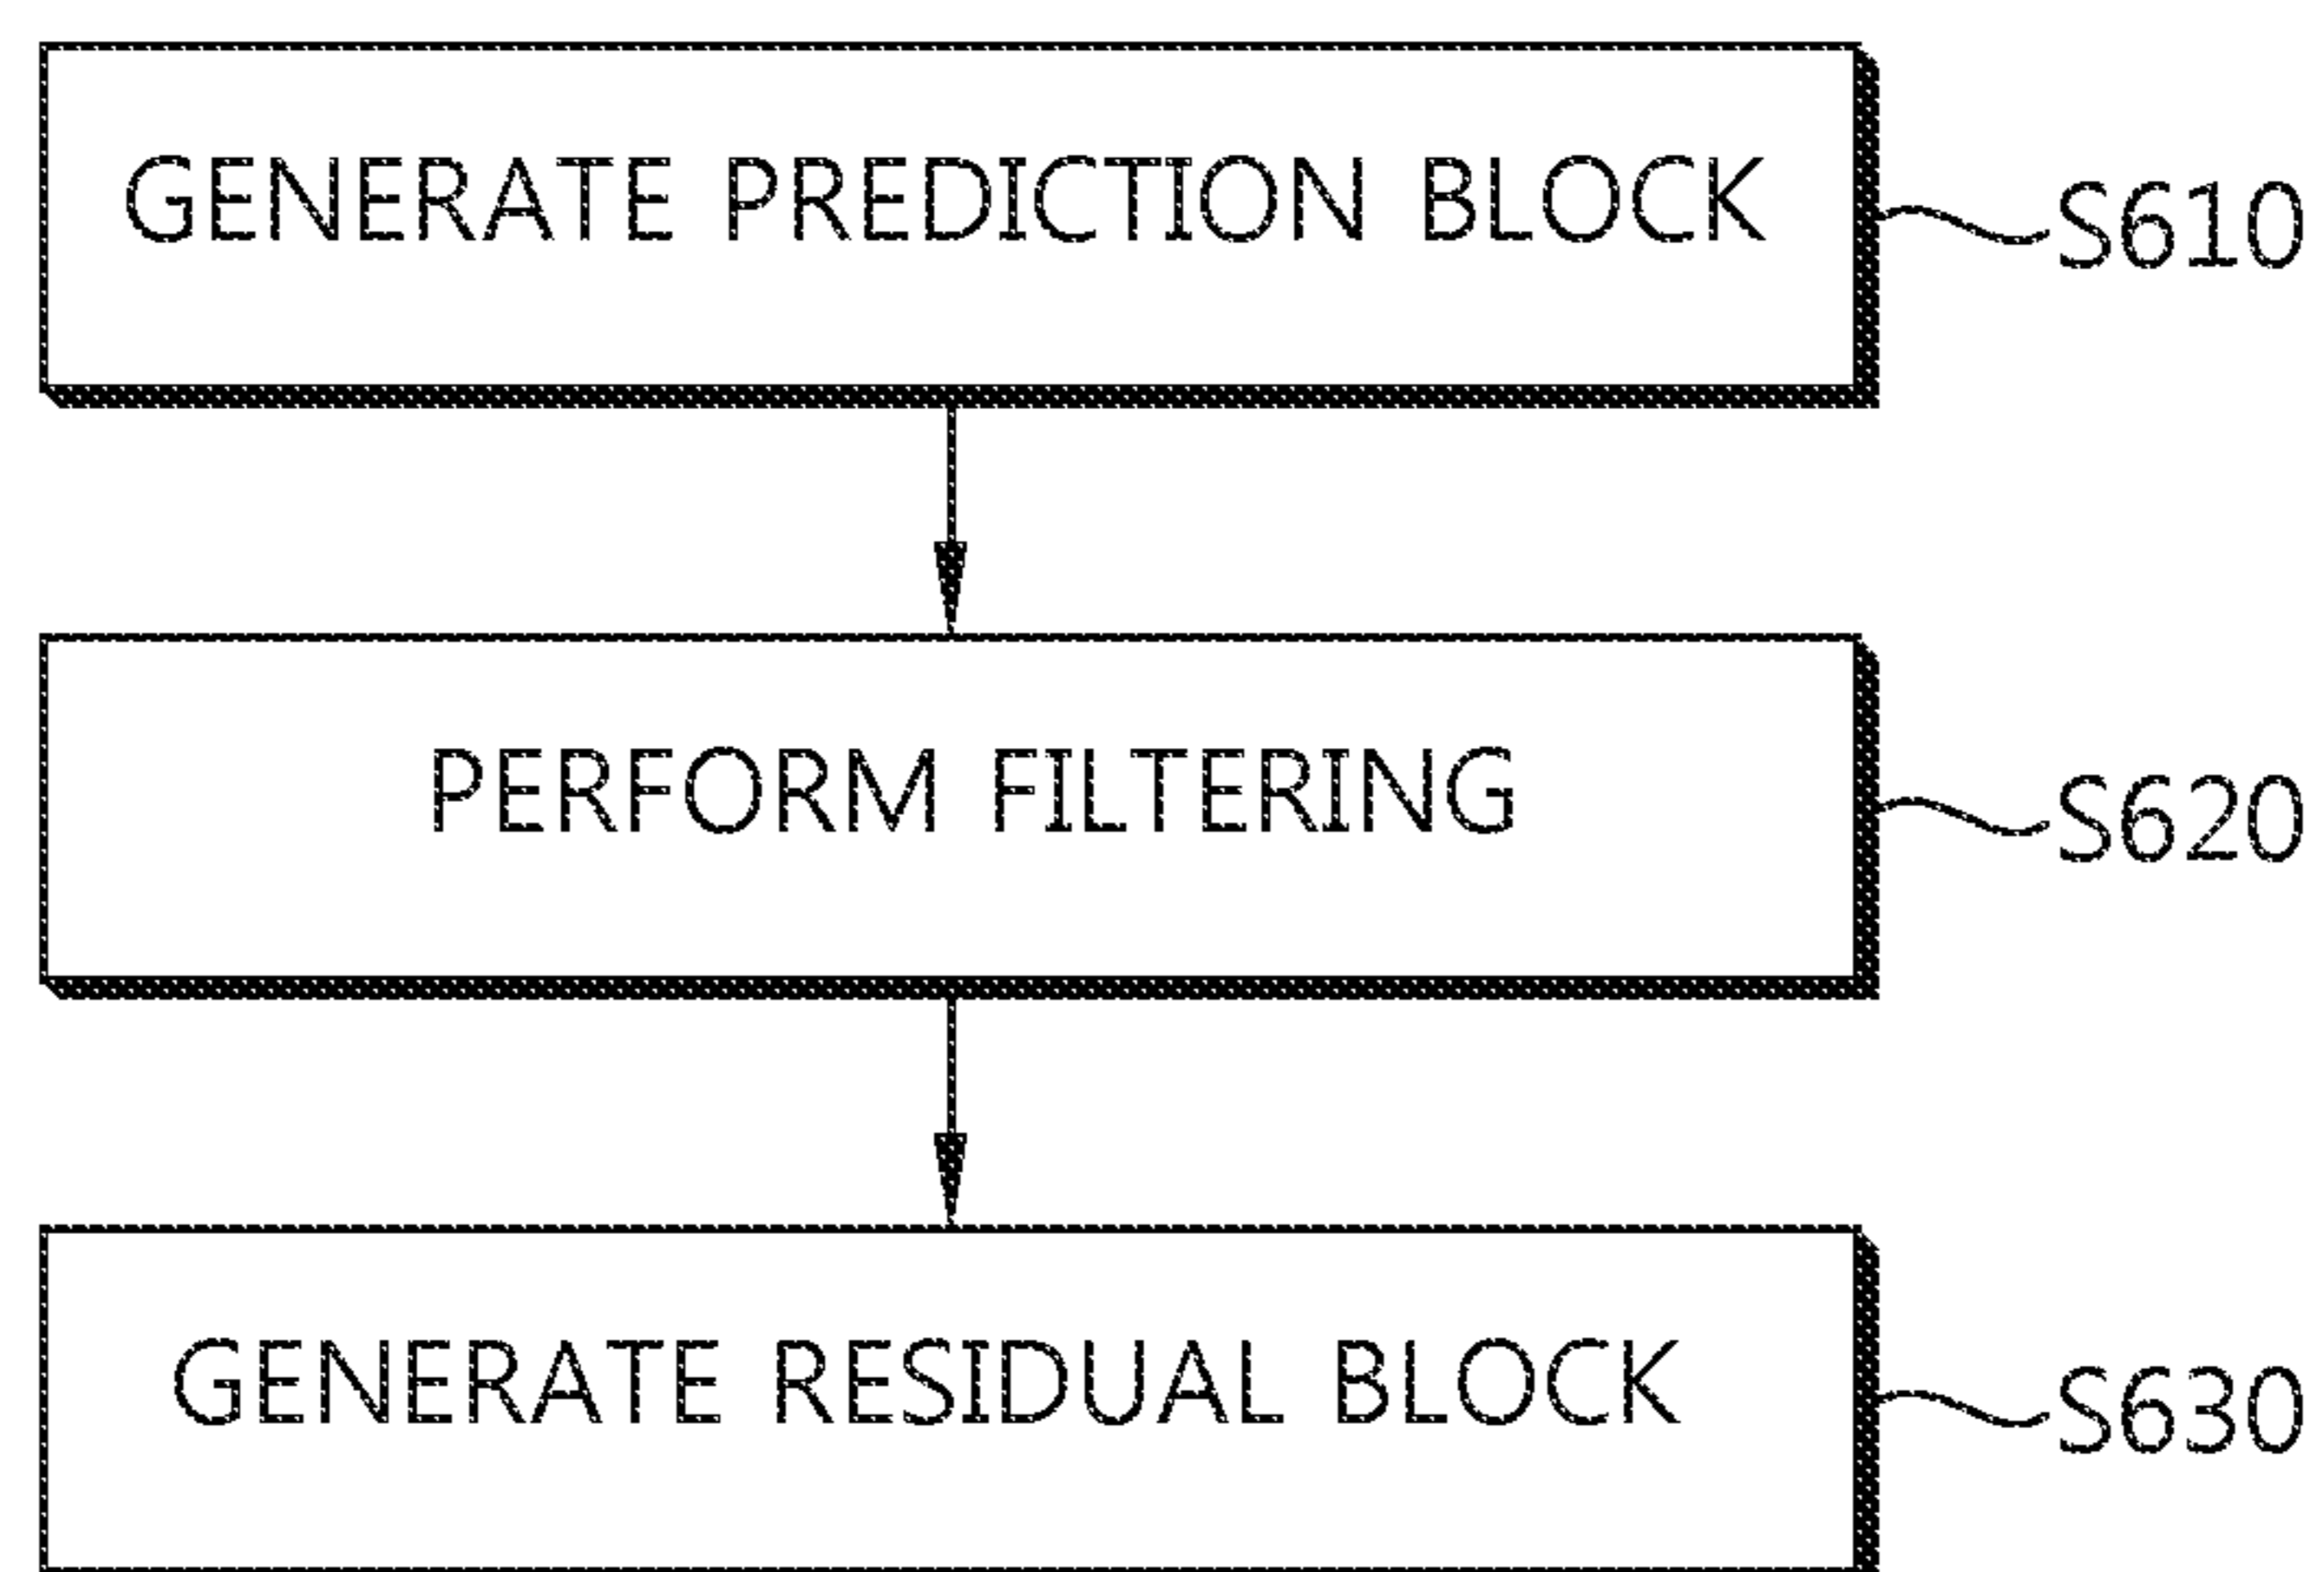 GENERATE PREDICTION BLOCK
S610
PERFORM FILTERING
S620
GENERATE RESIDUAL BLOCK
S630